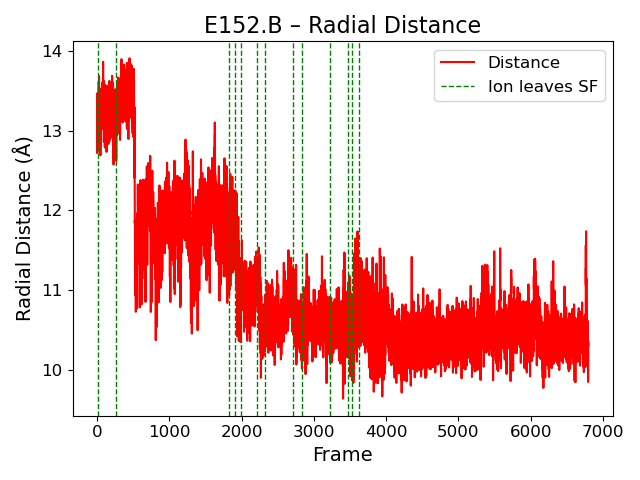 E152.B – Radial Distance
Radial Distance (Å)
14
13
12
11
10
Distance
Ion leaves SF
0 1000 2000 3000 4000 5000 6000 7000
Frame